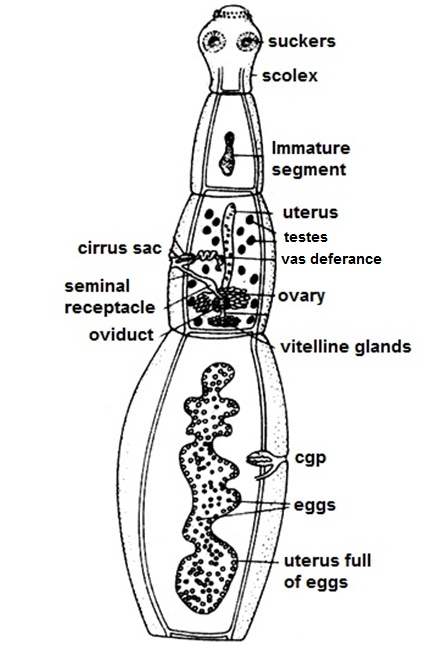 suckers
scolex
Immature
segment
uterus
testes
cirrus sac
vas deferance
seminal
receptacle
ovary
oviduct
vitelline glands
cgp
eggs
uterus full
of eggs